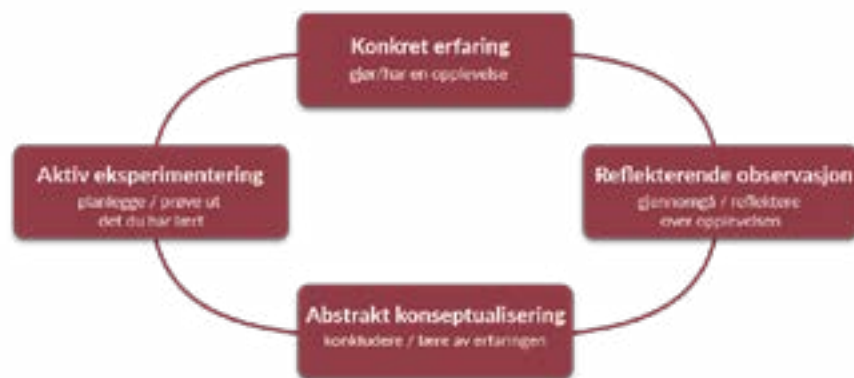 Konkret erfaring
gjør/har en opplevelse
Aktiv eksperimentering
planlegge / prøve ut
det du har lært
Reflekterende observasjon
gjennomgå / reflektere
over opplevelsen
Abstrakt konseptualisering
konkludere / lære av erfaringen